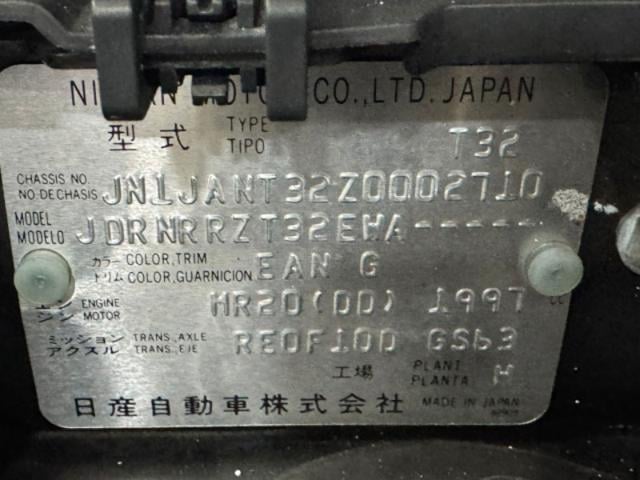 NISSAN MOTOR CO.,LTD. JAPAN
型式 TYPE TIPO T32
CHASSIS NO. NO·DE CHASIS JN1JANT32Z0002710
MODEL MODELO JDRNRRZT32EWA-----
カラー トリム COLOR,TRIM COLOR,GUARNICION EAN G
エンジン ENGINE MOTOR MR20(DD) 1997 CC
ミッション アクスル TRANS.,AXLE TRANS.,EJE RE0F10D GS63
工場 PLANT PLANTA H
日産自動車株式会社 MADE IN JAPAN